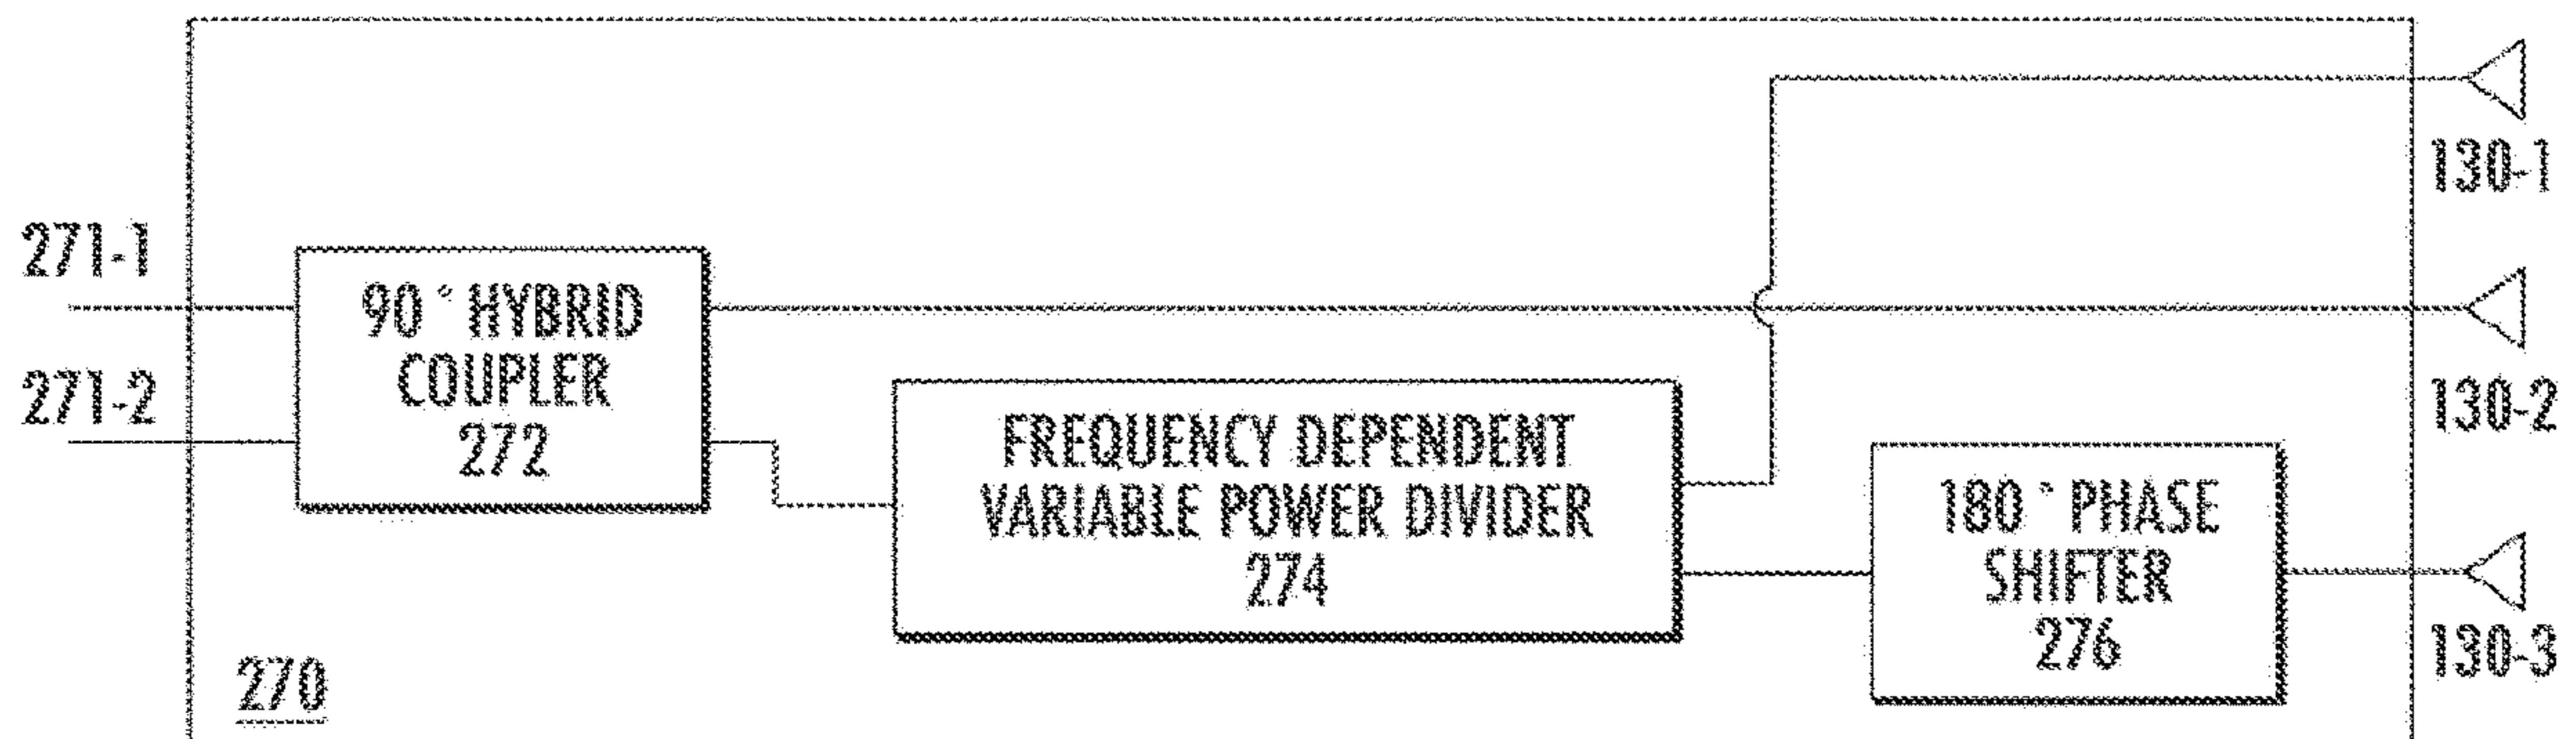 130-1
271-1
90° HYBRID
COUPLER
272
271-2
130-2
FREQUENCY DEPENDENT
VARIABLE POWER DIVIDER
274
180° PHASE
SHIFTER
276
130-3
270